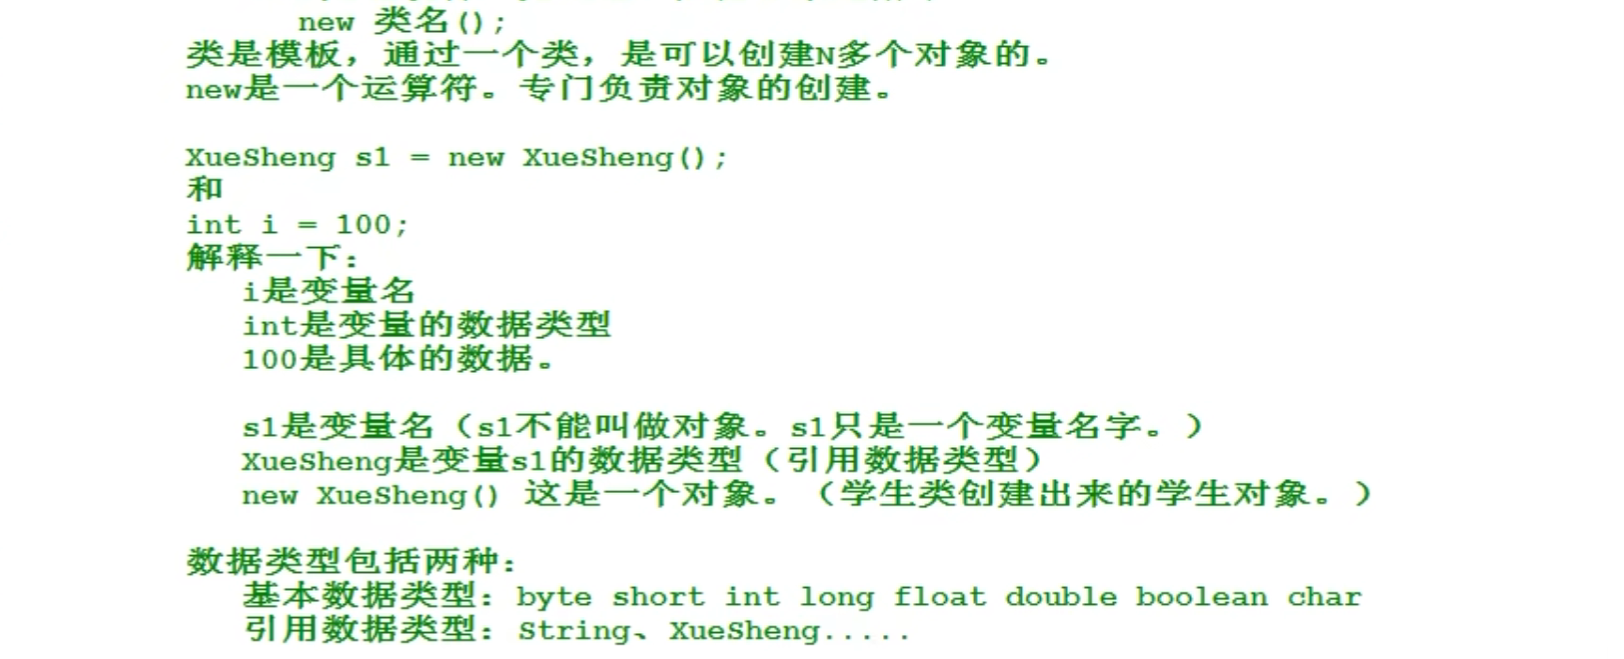 new 类名();
类是模板，通过一个类，是可以创建N多个对象的。
new是一个运算符。专门负责对象的创建。
XueSheng s1 = new XueSheng();
和
int i = 100;
解释一下：
i是变量名
int是变量的数据类型
100是具体的数据。
s1是变量名（s1不能叫做对象。s1只是一个变量名字。）
XueSheng是变量s1的数据类型（引用数据类型）
new XueSheng() 这是一个对象。（学生类创建出来的学生对象。）
数据类型包括两种：
基本数据类型：byte short int long float double boolean char
引用数据类型：String、XueSheng.....